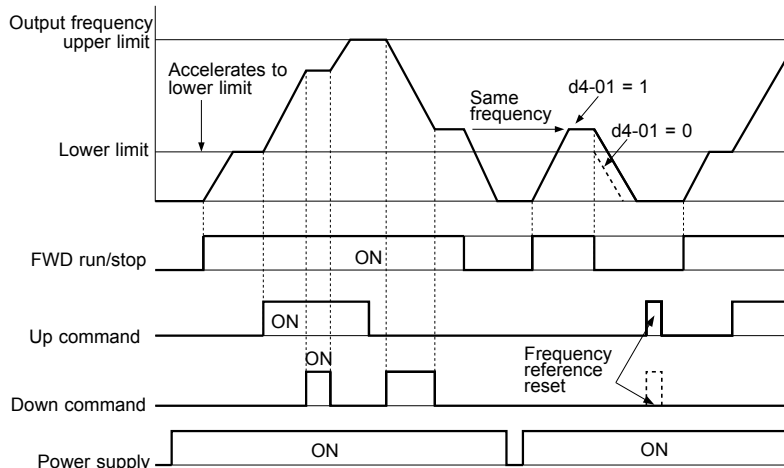 Output frequency
upper limit
Accelerates to
lower limit
Same
frequency
d4-01 = 1
d4-01 = 0
Lower limit
FWD run/stop
ON
Up command
ON
ON
Frequency
reference
reset
Down command
Power supply
ON
ON